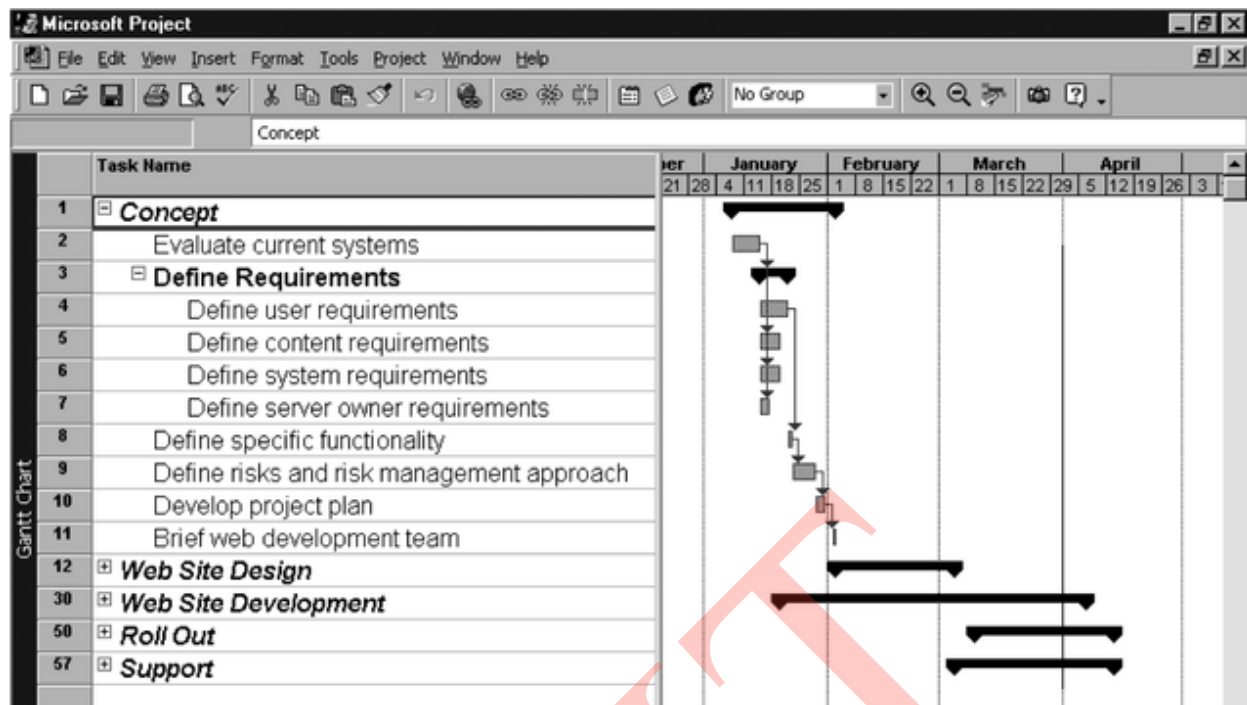 Microsoft Project
File Edit View Insert Format Tools Project Window Help
ABC No Group
Concept
Task Name er January February March April
21 28 4 11 18 25 1 8 15 22 1 8 15 22 29 5 12 19 26 3
1 Concept
2 Evaluate current systems
3 Define Requirements
4 Define user requirements
5 Define content requirements
6 Define system requirements
7 Define server owner requirements
8 Define specific functionality
9 Define risks and risk management approach
10 Develop project plan
11 Brief web development team
12 Web Site Design
30 Web Site Development
50 Roll Out
57 Support
Gantt Chart